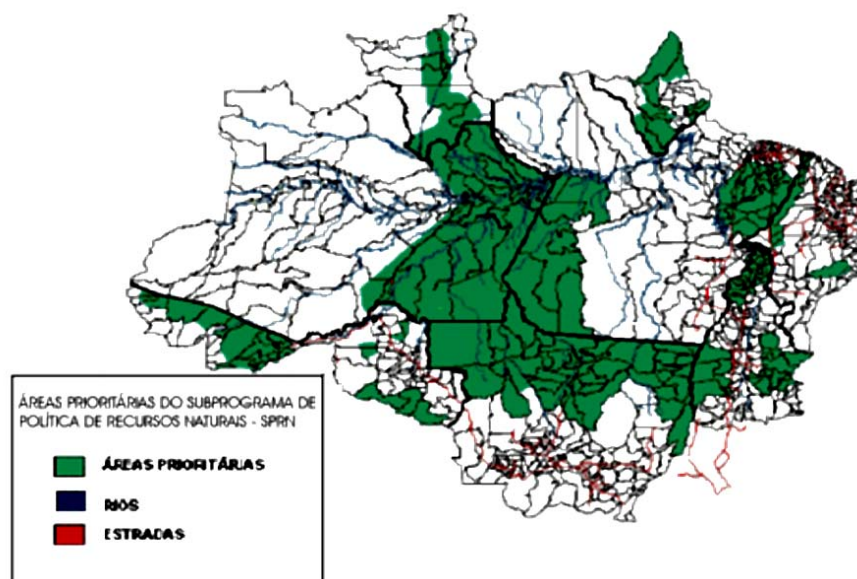 ÁREAS PRIORITÁRIAS DO SUBPROGRAMA DE
POLÍTICA DE RECURSOS NATURAIS - SPRN
ÁREAS PRIORITÁRIAS
RIOS
ESTRADAS